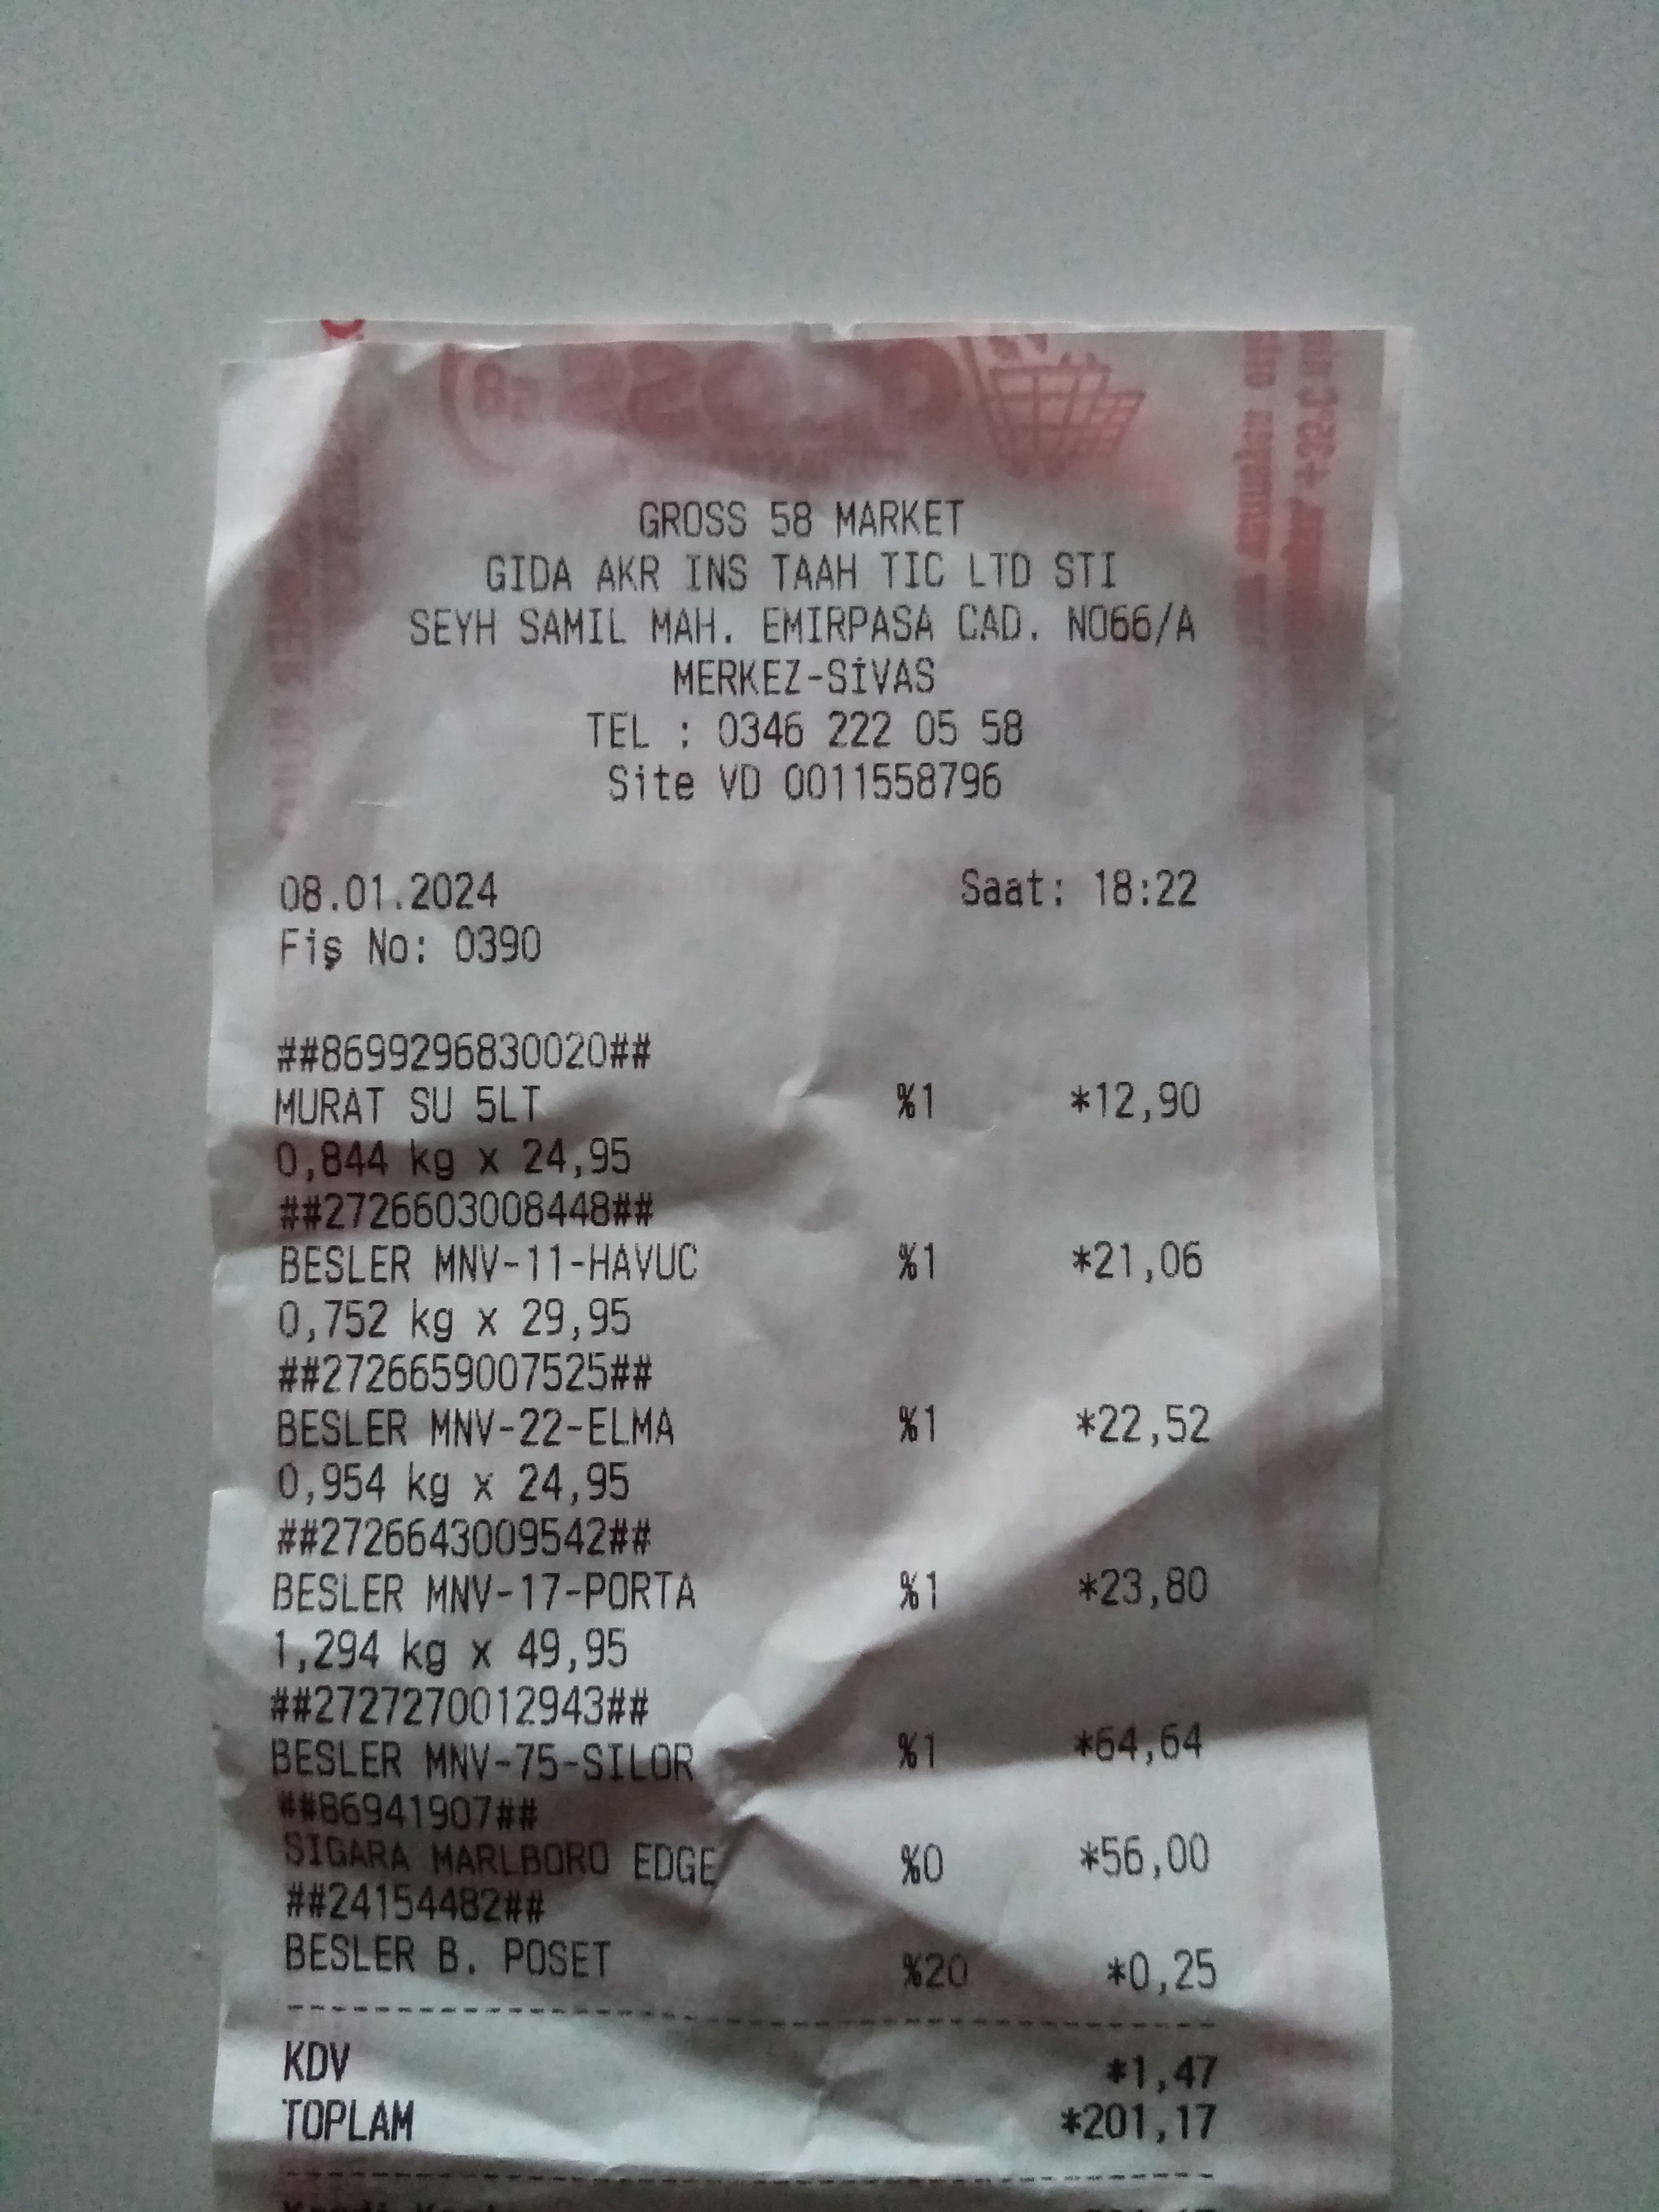 GROSS 58 MARKET
GIDA AKR INS TAAH TIC LTD STI
SEYH SAMIL MAH. EMIRPASA CAD. NO66/A
MERKEZ-SİVAS
TEL : 0346 222 05 58
Site VD 0011558796
08.01.2024 Saat: 18:22
Fiş No: 0390
##8699296830020##
MURAT SU 5LT %1 *12,90
0,844 kg x 24,95
##2726603008448##
BESLER MNV-11-HAVUC %1 *21,06
0,752 kg x 29,95
##2726659007525##
BESLER MNV-22-ELMA %1 *22,52
0,954 kg x 24,95
##2726643009542##
BESLER MNV-17-PORTA %1 *23,80
1,294 kg x 49,95
##2727270012943##
BESLER MNV-75-SILOR %1 *64,64
##86941907##
SIGARA MARLBORO EDGE %0 *56,00
##24154482##
BESLER B. POSET %20 *0,25
KDV *1,47
TOPLAM *201,17